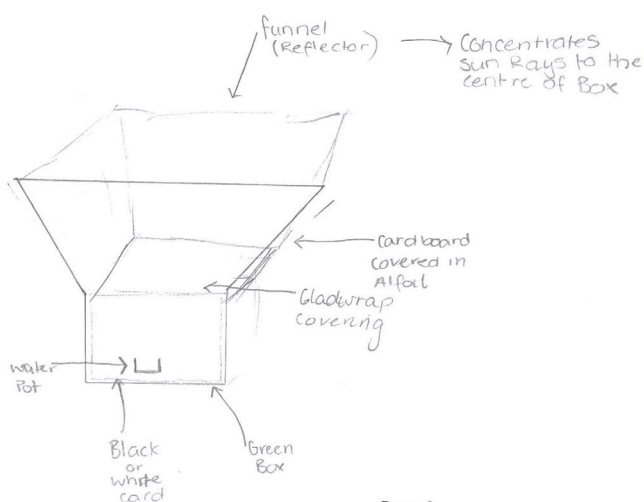 funnel
(Reflector)
Concentrates
sun Rays to the
centre of Box
Cardboard
covered in
Alfoil
Gladwrap
covering
water
Pot
Black
or
white
card
Green
Box